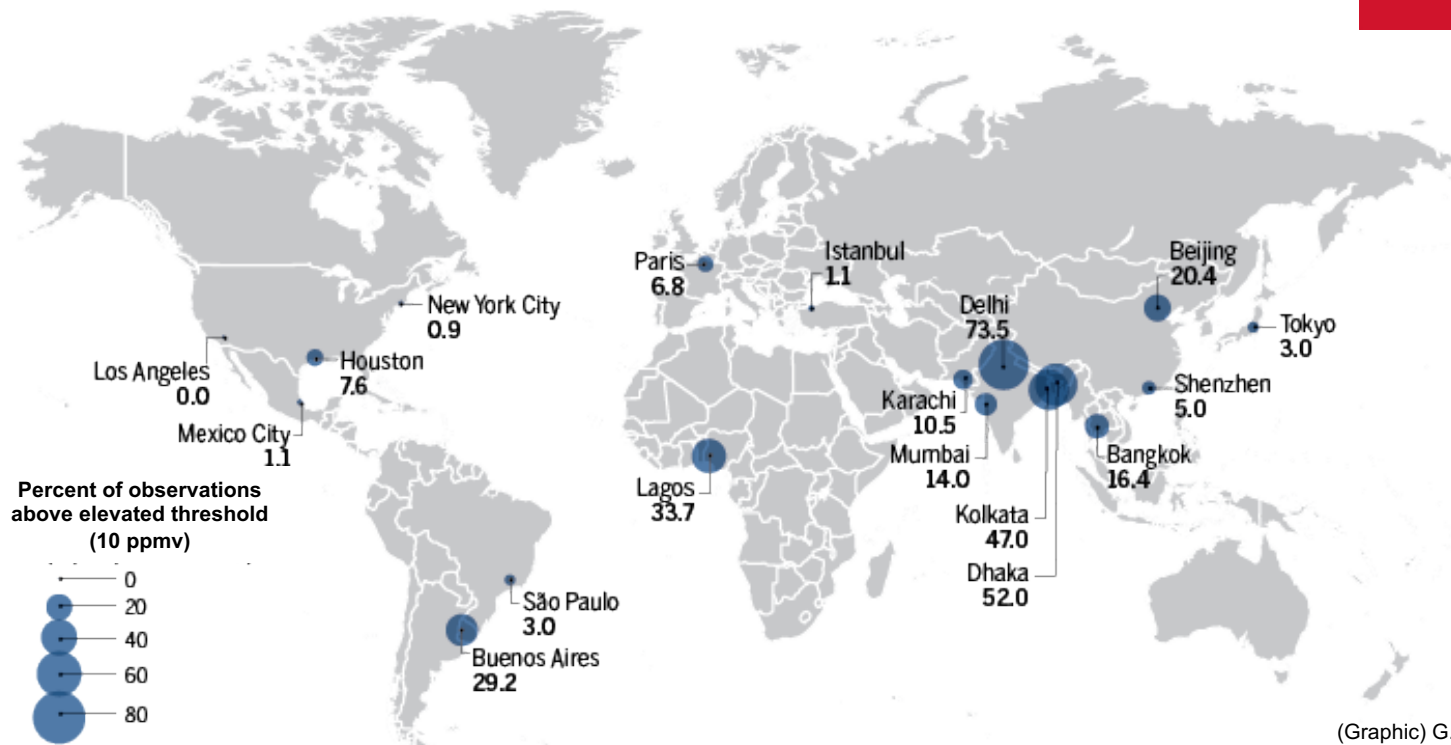 Paris
6.8
Istanbul
1.1
Beijing
20.4
New York City
0.9
Delhi
73.5
Tokyo
3.0
Los Angeles
0.0
Houston
7.6
Karachi
10.5
Shenzhen
5.0
Mexico City
1.1
Mumbai
14.0
Bangkok
16.4
Lagos
33.7
Kolkata
47.0
Dhaka
52.0
São Paulo
3.0
Buenos Aires
29.2
Percent of observations
above elevated threshold
(10 ppmv)
0
20
40
60
80
(Graphic) G.